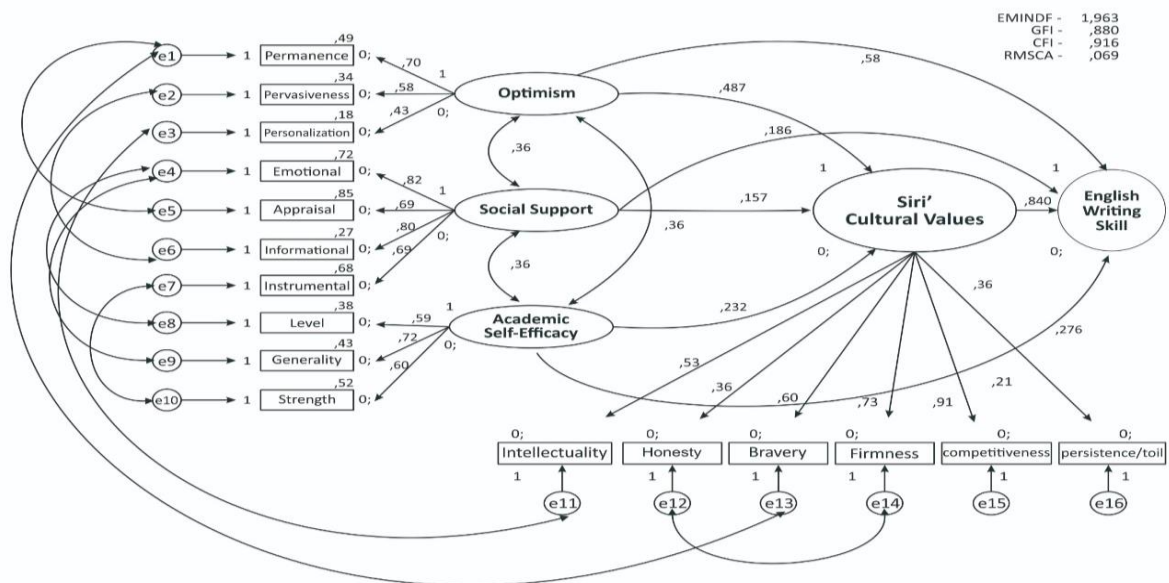 EMINDF - 1,963
GFI - ,880
CFI - ,916
RMSCA - ,069
,49
e1 1 Permanence 0;
,34
e2 1 Pervasiveness 0;
,18
e3 1 Personalization 0;
,72
e4 1 Emotional 0;
,85
e5 1 Appraisal 0;
,27
e6 1 Informational 0;
,68
e7 1 Instrumental 0;
,38
e8 1 Level 0;
,43
e9 1 Generality 0;
,52
e10 1 Strength 0;
,70
,58
,43
1
Optimism
0;
,82
,69
,80
,69
1
Social Support
0;
,59
,72
,60
1
Academic
Self-Efficacy
0;
,36
,36
,36
,58
,487
,186
,157
,232
,276
1
Siri'
Cultural Values
0;
,840
1
English
Writing
Skill
0;
,53
,36
,60
,73
,91
,21
,36
0; 0; 0; 0; 0; 0;
Intellectuality Honesty Bravery Firmness competitiveness persistence/toil
1 1 1 1 1 1
e11 e12 e13 e14 e15 e16